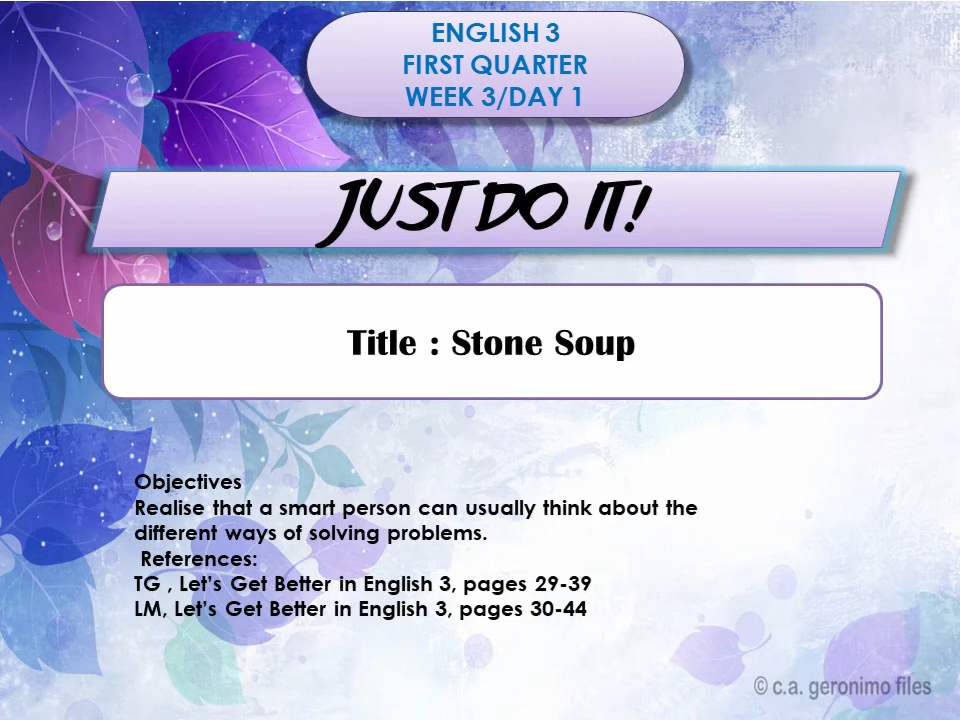 ENGLISH 3
FIRST QUARTER
WEEK 3/DAY 1
JUST DO IT!
Title : Stone Soup
Objectives
Realise that a smart person can usually think about the
different ways of solving problems.
References:
TG , Let's Get Better in English 3, pages 29-39
LM, Let's Get Better in English 3, pages 30-44
© c.a. geronimo files